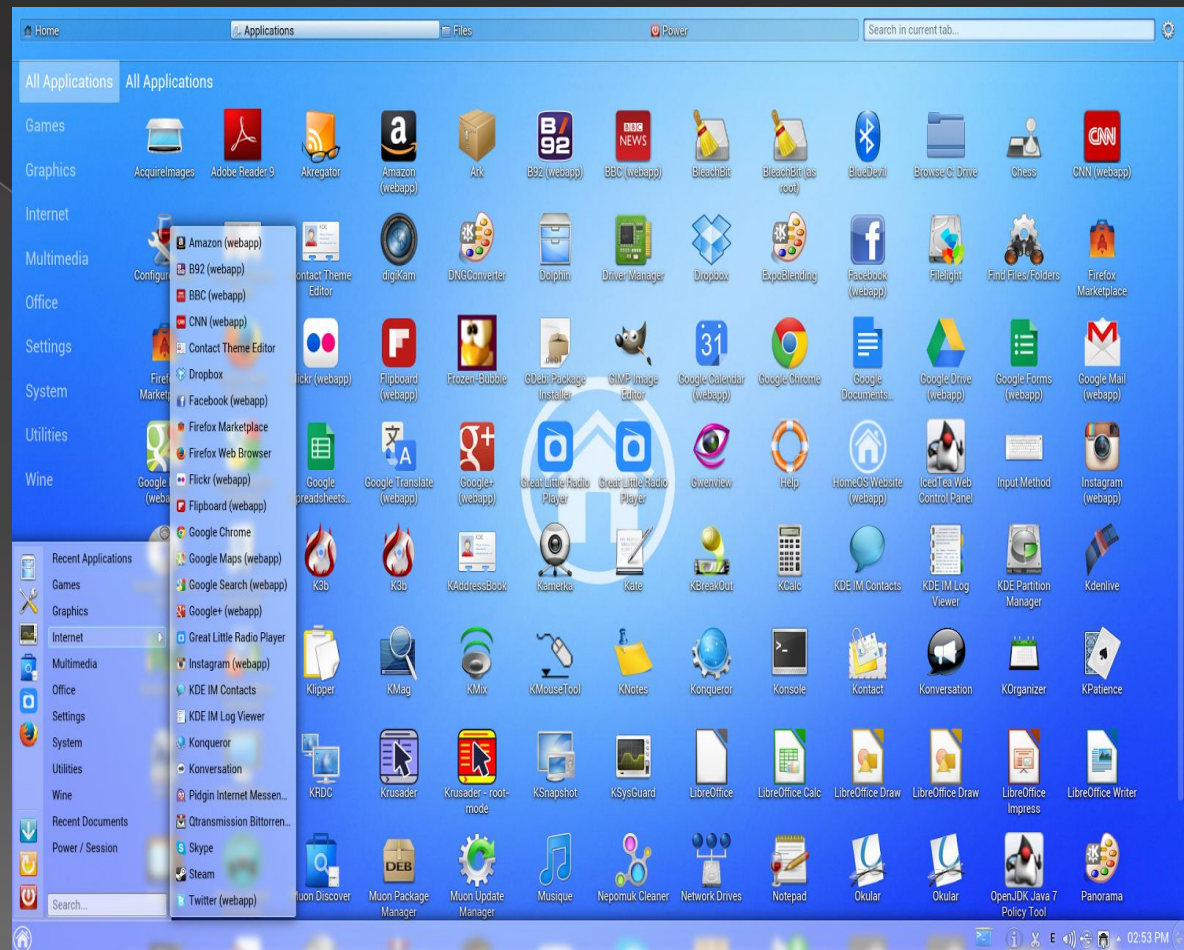 Home
Applications
Files
Power
Search in current tab...
All Applications
Games
Graphics
Internet
Multimedia
Office
Settings
System
Utilities
Wine
All Applications
AcquireImages Adobe Reader 9 Akregator Amazon (webapp) Ark B92 (webapp) BBC (webapp) BleachBit BleachBit (as root) BlueDevil Browse C: Drive Chess CNN (webapp)
Contact Theme Editor digiKam DNGConverter Dolphin Driver Manager Dropbox ExpoBlending Facebook (webapp) Filelight Find Files/Folders Firefox Marketplace
Flickr (webapp) Flipboard (webapp) Frozen-Bubble GDebi Package Installer GIMP Image Editor Google Calendar (webapp) Google Chrome Google Documents... Google Drive (webapp) Google Forms (webapp) Google Mail (webapp)
Google Spreadsheets... Google Translate (webapp) Google+ (webapp) Great Little Radio Player Great Little Radio Player Gwenview Help HomeOS Website (webapp) IcedTea Web Control Panel Input Method Instagram (webapp)
K3b K3b KAddressBook Kamerka Kate KBreakOut KCalc KDE IM Contacts KDE IM Log Viewer KDE Partition Manager Kdenlive
Klipper KMag KMix KMouseTool KNotes Konqueror Konsole Kontact Konversation KOrganizer KPatience
KRDC Krusader Krusader - root-mode KSnapshot KSysGuard LibreOffice LibreOffice Calc LibreOffice Draw LibreOffice Draw LibreOffice Impress LibreOffice Writer
Muon Discover Muon Package Manager Muon Update Manager Musique Nepomuk Cleaner Network Drives Notepad Okular Okular OpenJDK Java 7 Policy Tool Panorama
Recent Applications
Games
Graphics
Internet
Multimedia
Office
Settings
System
Utilities
Wine
Recent Documents
Power / Session
Search...
Amazon (webapp)
B92 (webapp)
BBC (webapp)
CNN (webapp)
Contact Theme Editor
Dropbox
Facebook (webapp)
Firefox Marketplace
Firefox Web Browser
Flickr (webapp)
Flipboard (webapp)
Google Chrome
Google Maps (webapp)
Google Search (webapp)
Google+ (webapp)
Great Little Radio Player
Instagram (webapp)
KDE IM Contacts
KDE IM Log Viewer
Konqueror
Konversation
Pidgin Internet Messen...
Qtransmission Bittorren...
Skype
Steam
Twitter (webapp)
E
02:53 PM